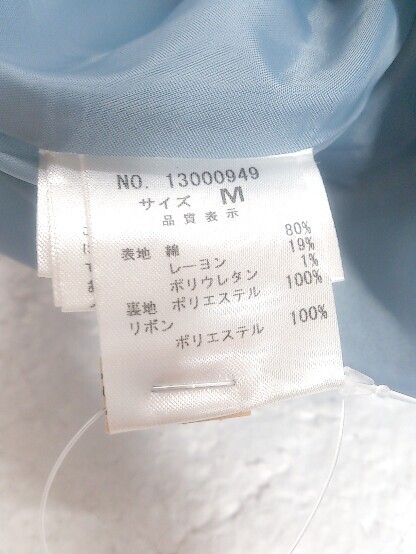 NO. 13000949
サイズ M
品質表示
表地 綿 80%
レーヨン 19%
ポリウレタン 1%
裏地 ポリエステル 100%
リボン
ポリエステル 100%